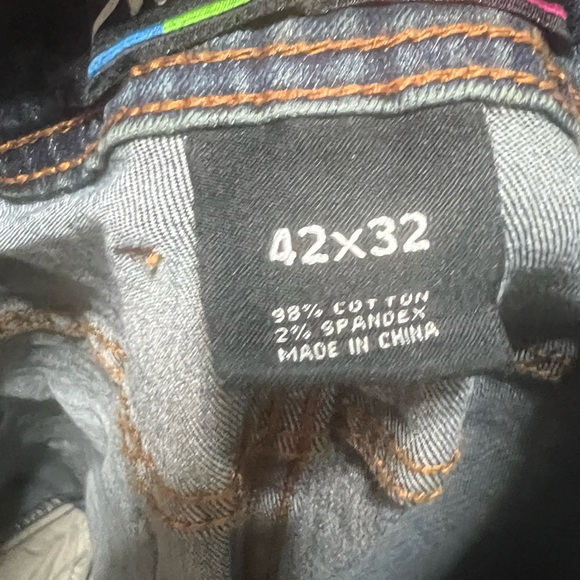 42x32
98% COTTON
2% SPANDEX
MADE IN CHINA